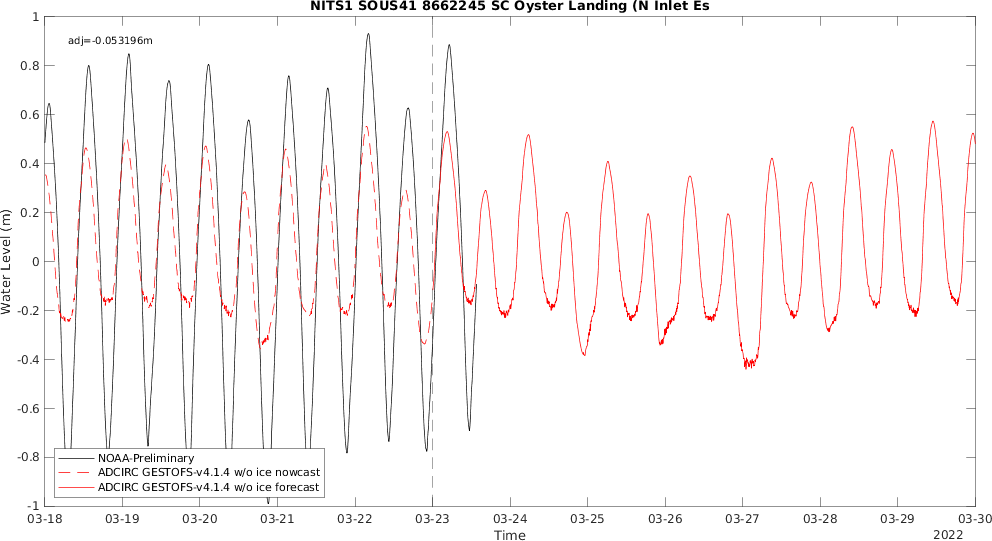 NITS1 SOUS41 8662245 SC Oyster Landing (N Inlet Es
adj=-0.053196m
1
0.8
0.6
0.4
0.2
0
-0.2
-0.4
-0.6
-0.8
-1
Water Level (m)
NOAA-Preliminary
ADCIRC GESTOFS-v4.1.4 w/o ice nowcast
ADCIRC GESTOFS-v4.1.4 w/o ice forecast
03-18 03-19 03-20 03-21 03-22 03-23 03-24 03-25 03-26 03-27 03-28 03-29 03-30
Time
2022